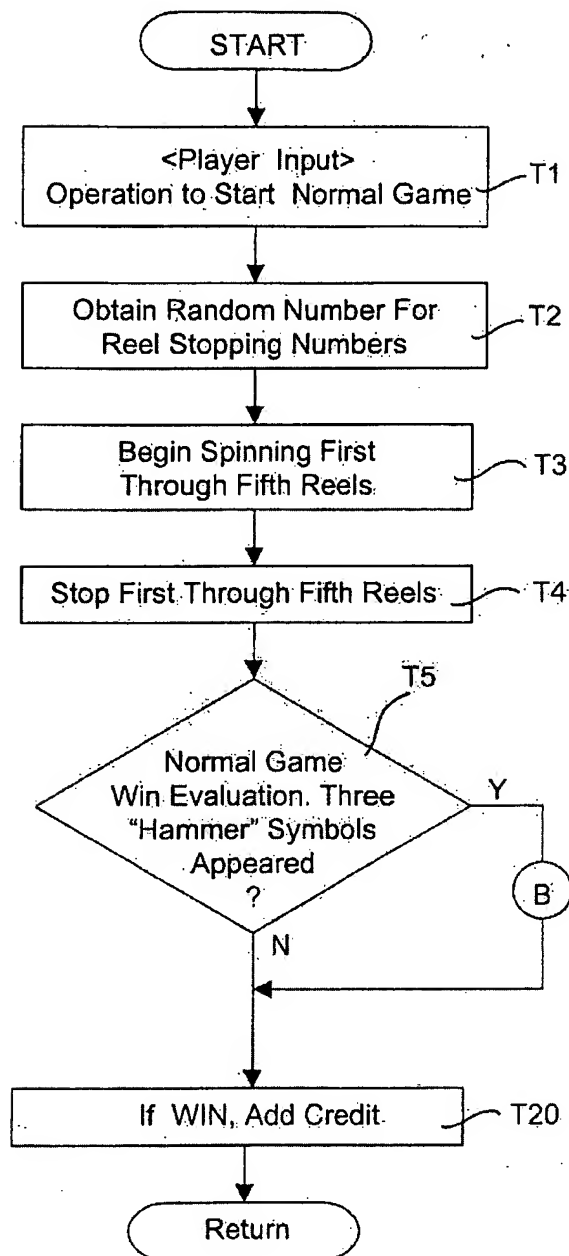 START
<Player Input>
Operation to Start Normal Game
T1
Obtain Random Number For
Reel Stopping Numbers
T2
Begin Spinning First
Through Fifth Reels
T3
Stop First Through Fifth Reels
T4
T5
Normal Game
Win Evaluation. Three
“Hammer” Symbols
Appeared
?
Y
B
N
If WIN, Add Credit
T20
Return